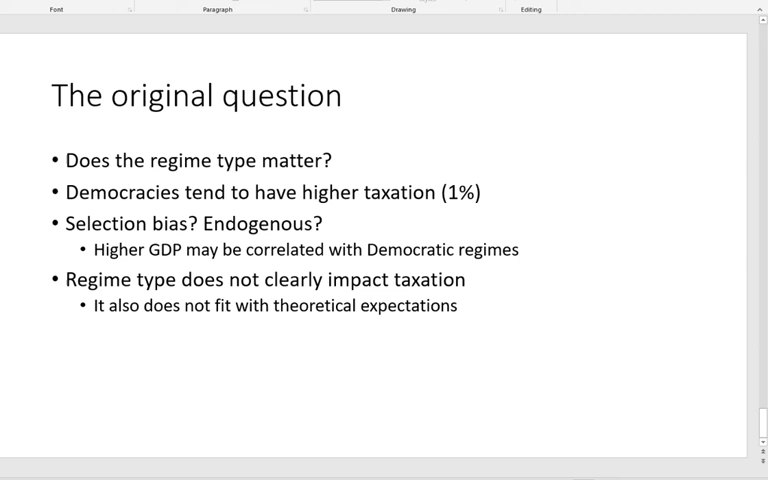 Font Paragraph Drawing Editing
The original question
• Does the regime type matter?
• Democracies tend to have higher taxation (1%)
• Selection bias? Endogenous?
• Higher GDP may be correlated with Democratic regimes
• Regime type does not clearly impact taxation
• It also does not fit with theoretical expectations